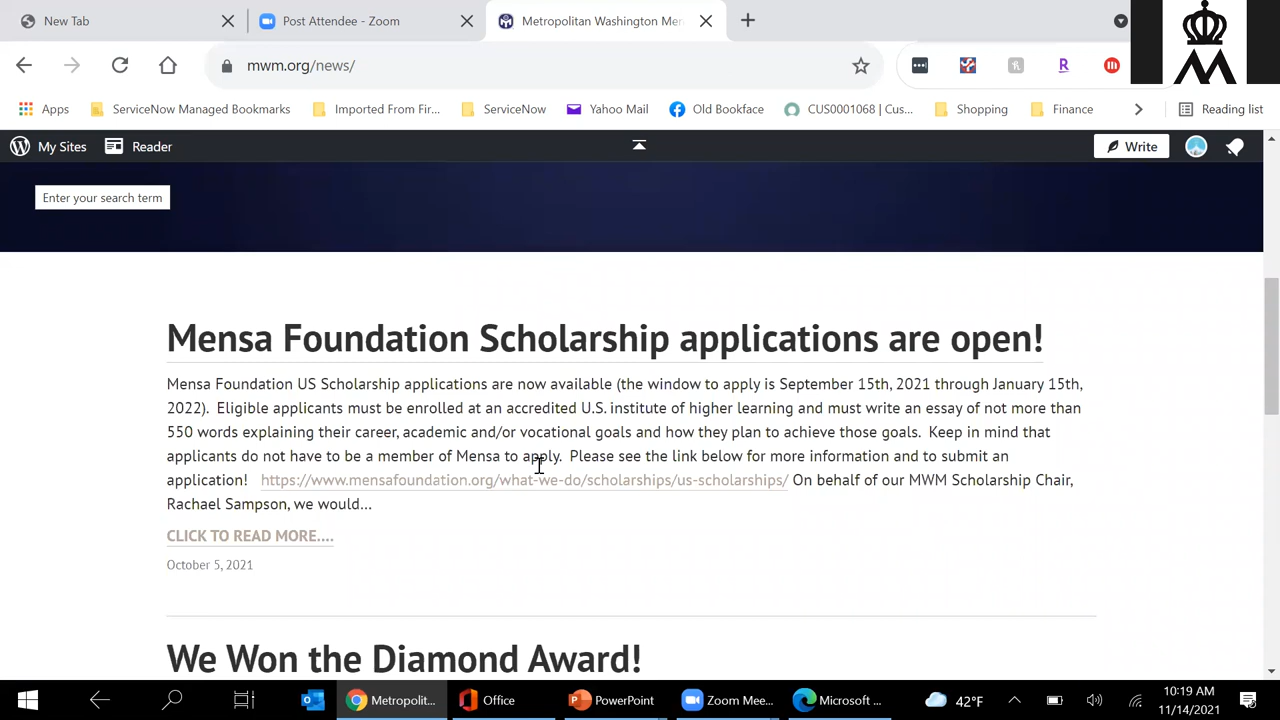 New Tab
Post Attendee - Zoom
Metropolitan Washington Men
mwm.org/news/
Apps
ServiceNow Managed Bookmarks
Imported From Fir...
ServiceNow
Yahoo Mail
Old Bookface
CUS0001068 | Cus...
Shopping
Finance
Reading list
My Sites
Reader
Write
Enter your search term
Mensa Foundation Scholarship applications are open!
Mensa Foundation US Scholarship applications are now available (the window to apply is September 15th, 2021 through January 15th,
2022).  Eligible applicants must be enrolled at an accredited U.S. institute of higher learning and must write an essay of not more than
550 words explaining their career, academic and/or vocational goals and how they plan to achieve those goals.  Keep in mind that
applicants do not have to be a member of Mensa to apply.  Please see the link below for more information and to submit an
application!   https://www.mensafoundation.org/what-we-do/scholarships/us-scholarships/ On behalf of our MWM Scholarship Chair,
Rachael Sampson, we would...
CLICK TO READ MORE....
October 5, 2021
We Won the Diamond Award!
Metropolit...
Office
PowerPoint
Zoom Mee...
Microsoft ...
42°F
10:19 AM
11/14/2021